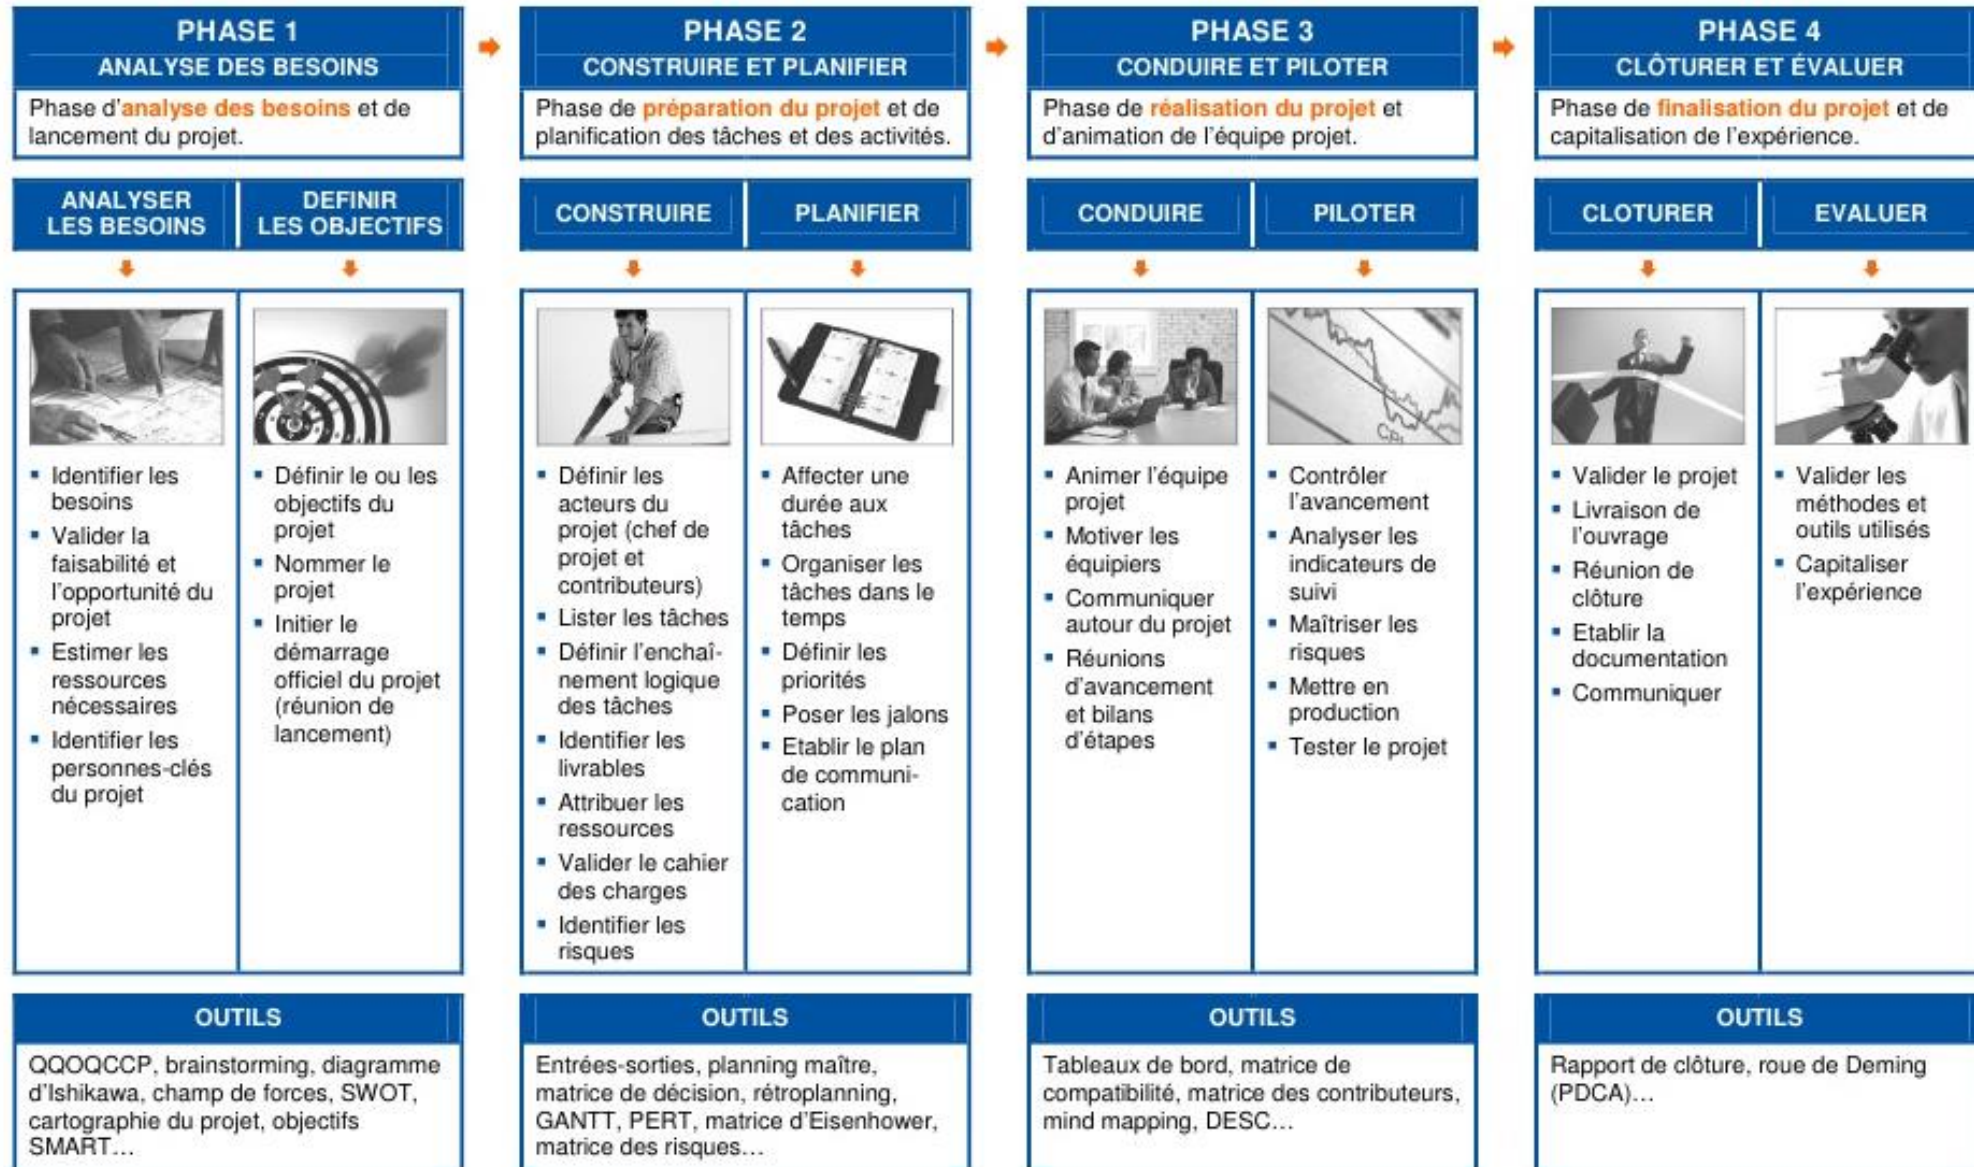 PHASE 1
ANALYSE DES BESOINS
Phase d'analyse des besoins et de
lancement du projet.
ANALYSER
LES BESOINS
DEFINIR
LES OBJECTIFS
Identifier les
besoins
Valider la
faisabilité et
l'opportunité du
projet
Estimer les
ressources
nécessaires
Identifier les
personnes-clés
du projet
Définir le ou les
objectifs du
projet
Nommer le
projet
Initier le
démarrage
officiel du projet
(réunion de
lancement)
OUTILS
QQOQCCP, brainstorming, diagramme
d'Ishikawa, champ de forces, SWOT,
cartographie du projet, objectifs
SMART…
PHASE 2
CONSTRUIRE ET PLANIFIER
Phase de préparation du projet et de
planification des tâches et des activités.
CONSTRUIRE
PLANIFIER
Définir les
acteurs du
projet (chef de
projet et
contributeurs)
Lister les tâches
Définir l'enchaî-
nement logique
des tâches
Identifier les
livrables
Attribuer les
ressources
Valider le cahier
des charges
Identifier les
risques
Affecter une
durée aux
tâches
Organiser les
tâches dans le
temps
Définir les
priorités
Poser les jalons
Etablir le plan
de communi-
cation
OUTILS
Entrées-sorties, planning maître,
matrice de décision, rétroplanning,
GANTT, PERT, matrice d'Eisenhower,
matrice des risques…
PHASE 3
CONDUIRE ET PILOTER
Phase de réalisation du projet et
d'animation de l'équipe projet.
CONDUIRE
PILOTER
CPI
Animer l'équipe
projet
Motiver les
équipiers
Communiquer
autour du projet
Réunions
d'avancement
et bilans
d'étapes
Contrôler
l'avancement
Analyser les
indicateurs de
suivi
Maîtriser les
risques
Mettre en
production
Tester le projet
OUTILS
Tableaux de bord, matrice de
compatibilité, matrice des contributeurs,
mind mapping, DESC…
PHASE 4
CLÔTURER ET ÉVALUER
Phase de finalisation du projet et de
capitalisation de l'expérience.
CLOTURER
EVALUER
Valider le projet
Livraison de
l'ouvrage
Réunion de
clôture
Etablir la
documentation
Communiquer
Valider les
méthodes et
outils utilisés
Capitaliser
l'expérience
OUTILS
Rapport de clôture, roue de Deming
(PDCA)…